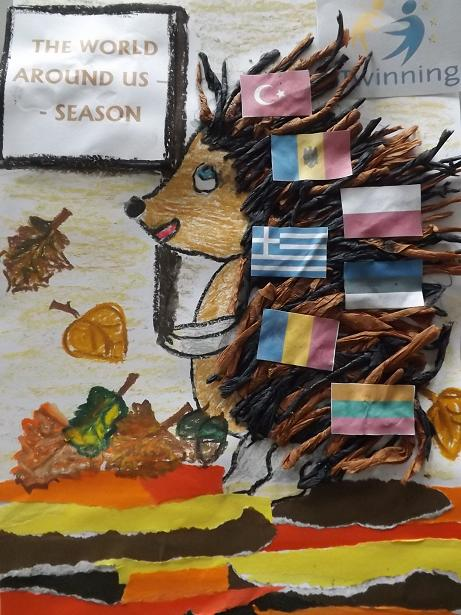 THE WORLD
AROUND US –
- SEASON
Twinning